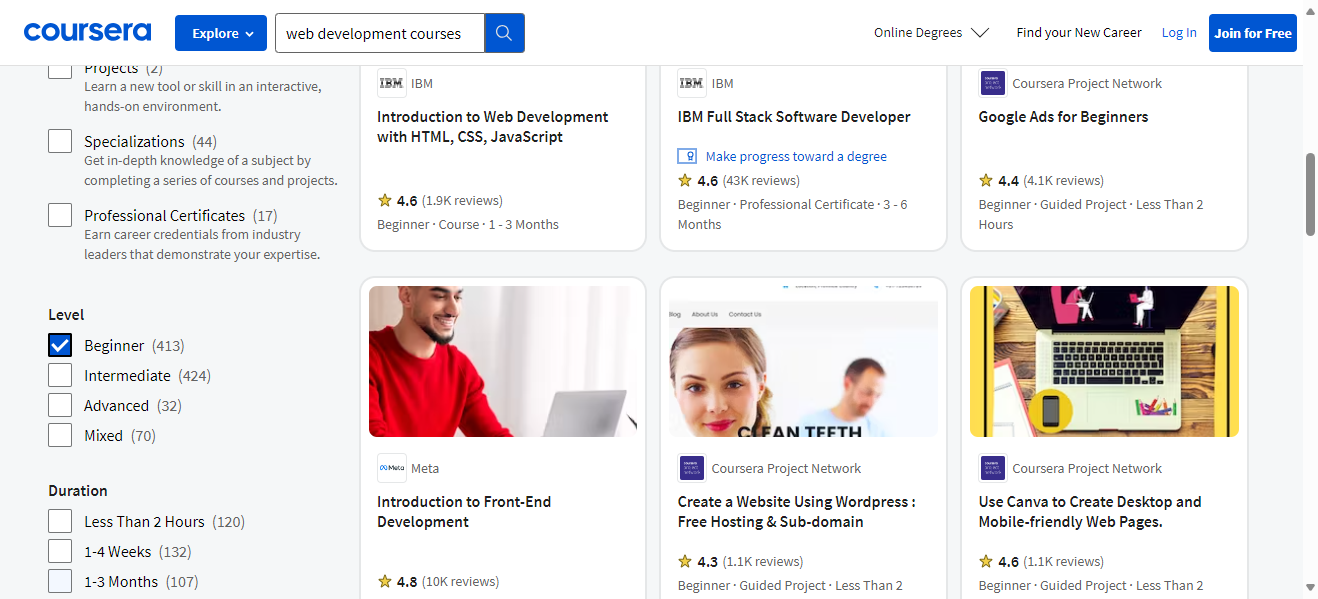 coursera
Explore
web development courses
Online Degrees
Find your New Career
Log In
Join for Free
Projects (2)
Learn a new tool or skill in an interactive,
hands-on environment.
Specializations (44)
Get in-depth knowledge of a subject by
completing a series of courses and projects.
Professional Certificates (17)
Earn career credentials from industry
leaders that demonstrate your expertise.
Level
Beginner (413)
Intermediate (424)
Advanced (32)
Mixed (70)
Duration
Less Than 2 Hours (120)
1-4 Weeks (132)
1-3 Months (107)
IBM IBM
Introduction to Web Development
with HTML, CSS, JavaScript
4.6 (1.9K reviews)
Beginner · Course · 1 - 3 Months
IBM IBM
IBM Full Stack Software Developer
Make progress toward a degree
4.6 (43K reviews)
Beginner · Professional Certificate · 3 - 6
Months
coursera project network Coursera Project Network
Google Ads for Beginners
4.4 (4.1K reviews)
Beginner · Guided Project · Less Than 2
Hours
Meta Meta
Introduction to Front-End
Development
4.8 (10K reviews)
Blog About Us Contact Us
CLEAN TEETH
coursera project network Coursera Project Network
Create a Website Using Wordpress :
Free Hosting & Sub-domain
4.3 (1.1K reviews)
Beginner · Guided Project · Less Than 2
coursera project network Coursera Project Network
Use Canva to Create Desktop and
Mobile-friendly Web Pages.
4.6 (1.1K reviews)
Beginner · Guided Project · Less Than 2